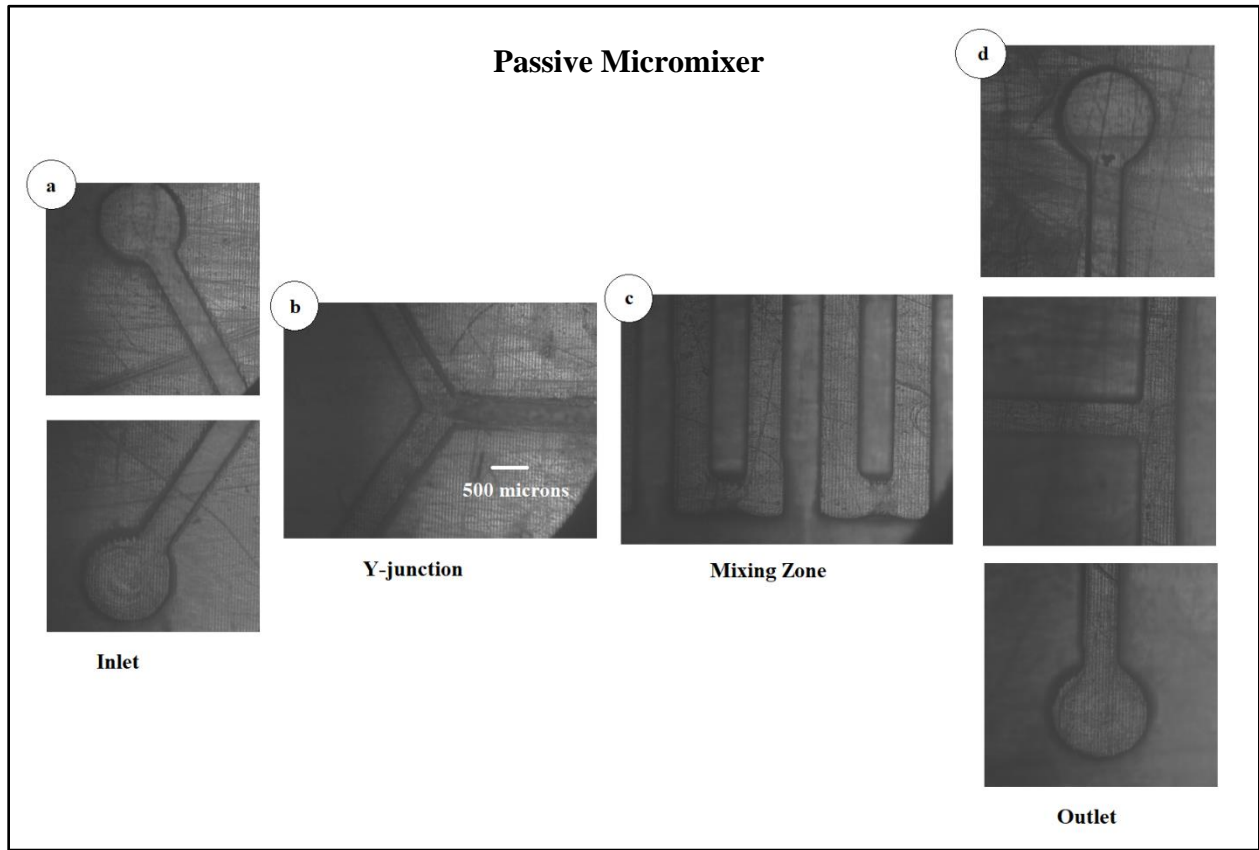 Passive Micromixer
a
b
c
d
500 microns
Inlet
Y-junction
Mixing Zone
Outlet